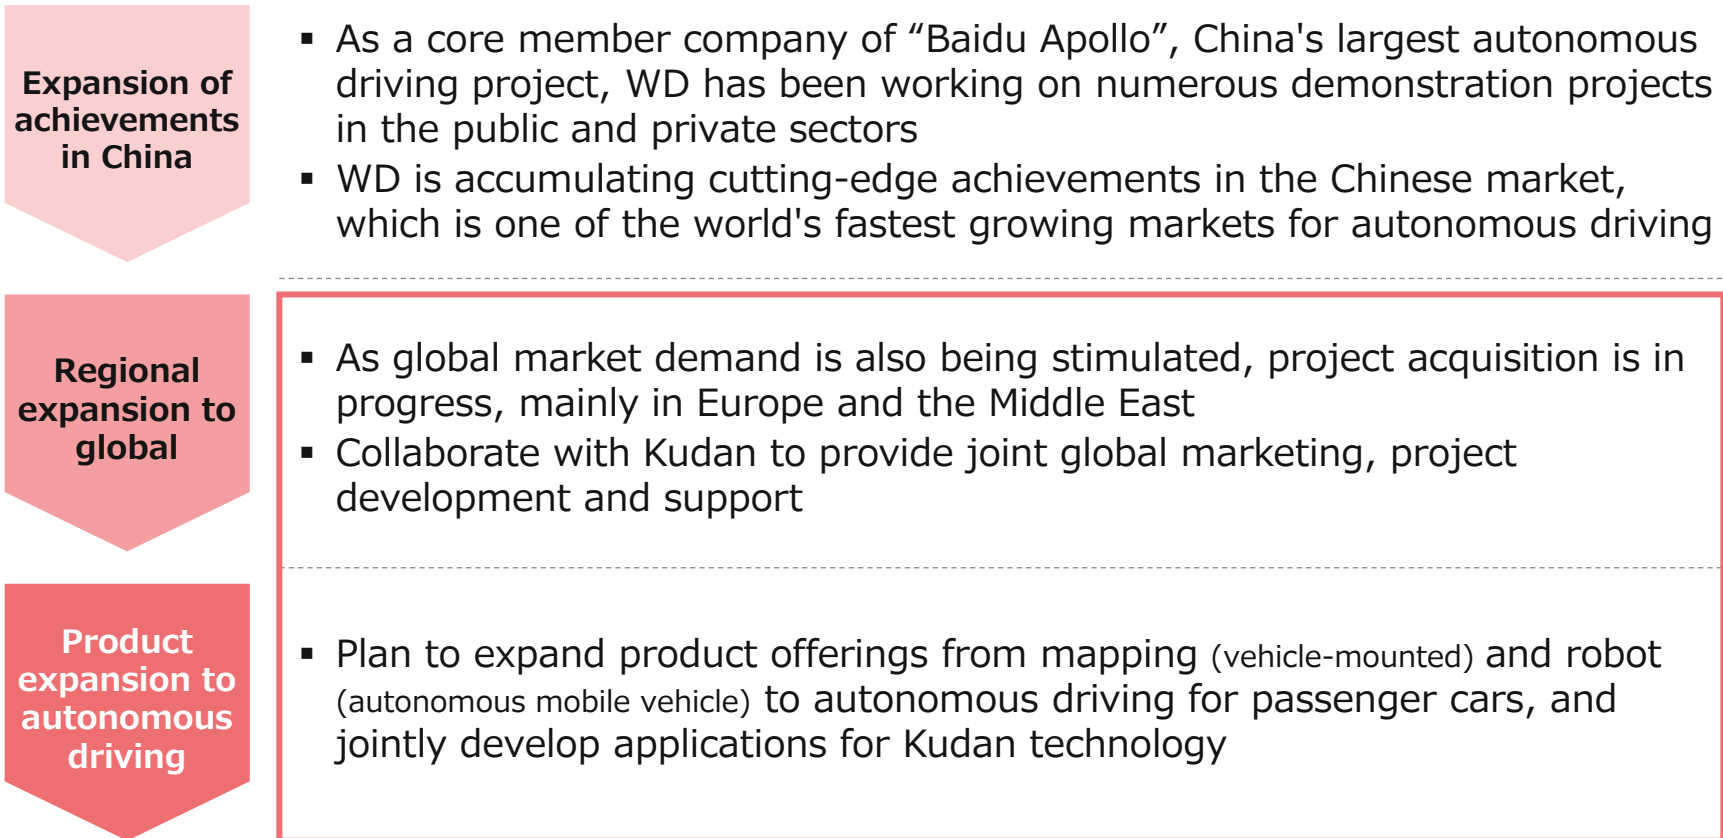 Expansion of
achievements
in China
▪ As a core member company of “Baidu Apollo”, China's largest autonomous
driving project, WD has been working on numerous demonstration projects
in the public and private sectors
▪ WD is accumulating cutting-edge achievements in the Chinese market,
which is one of the world's fastest growing markets for autonomous driving
Regional
expansion to
global
▪ As global market demand is also being stimulated, project acquisition is in
progress, mainly in Europe and the Middle East
▪ Collaborate with Kudan to provide joint global marketing, project
development and support
Product
expansion to
autonomous
driving
▪ Plan to expand product offerings from mapping (vehicle-mounted) and robot
(autonomous mobile vehicle) to autonomous driving for passenger cars, and
jointly develop applications for Kudan technology